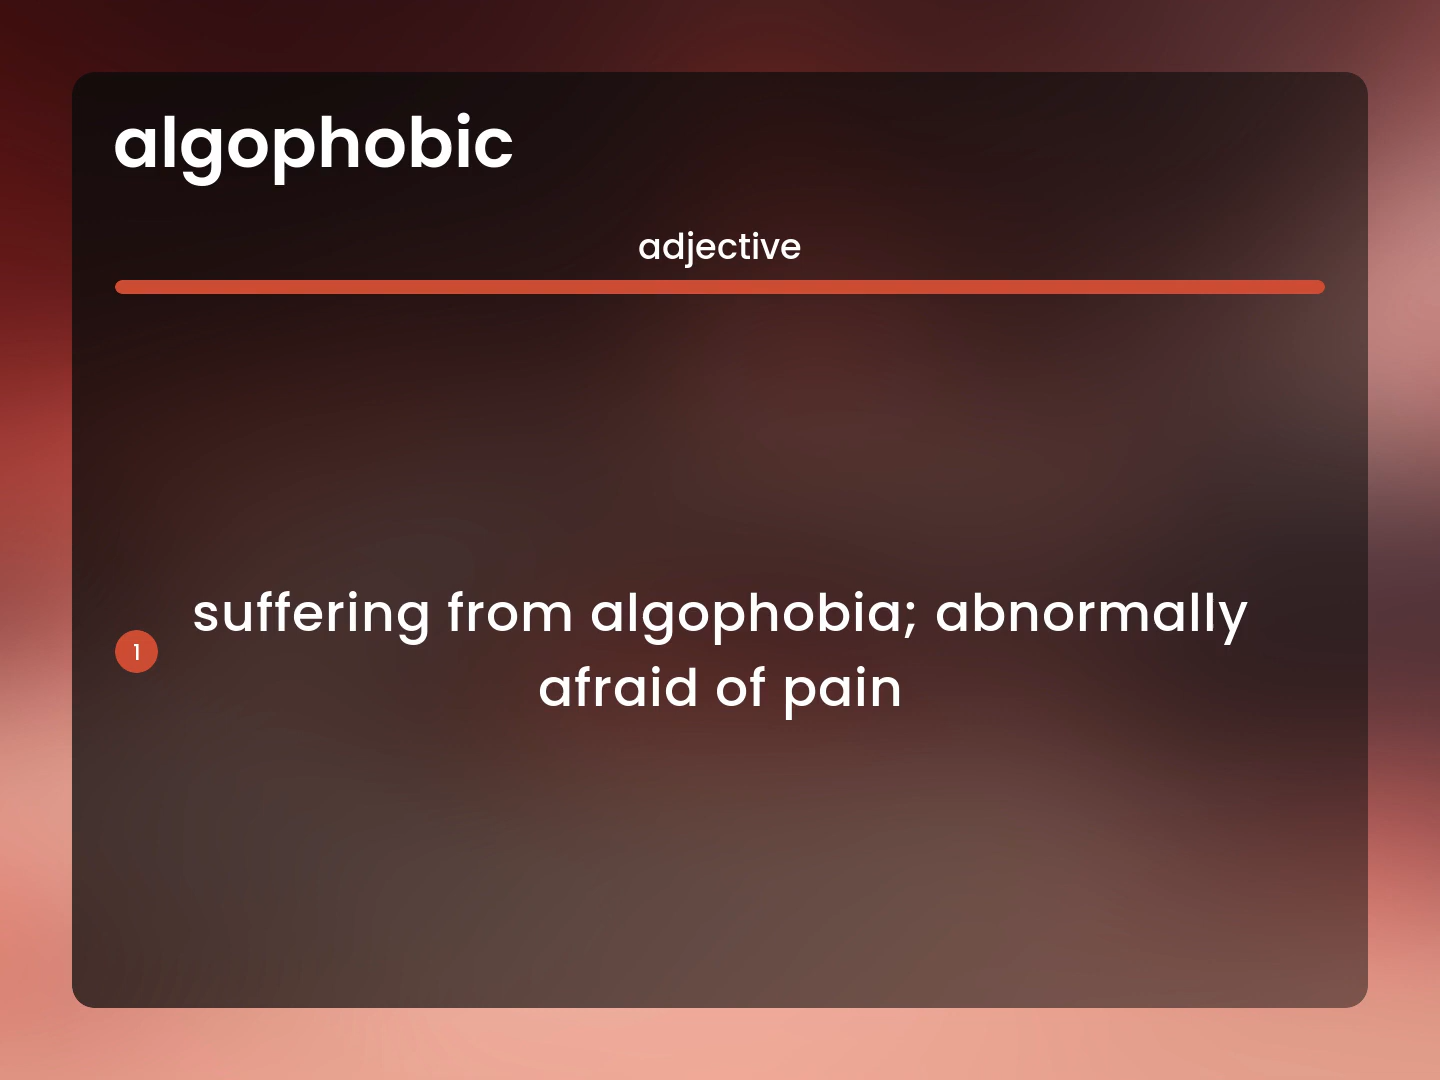 algophobic
adjective
1
suffering from algophobia; abnormally
afraid of pain